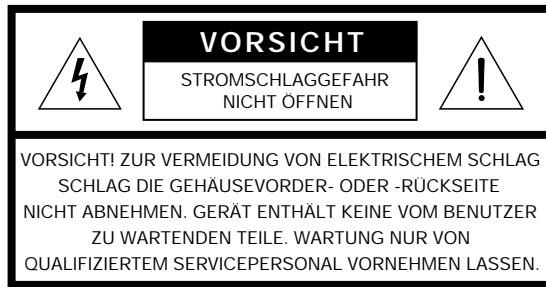 VORSICHT
STROMSCHLAGGEFAHR
NICHT ÖFFNEN
VORSICHT! ZUR VERMEIDUNG VON ELEKTRISCHEM SCHLAG
SCHLAG DIE GEHÄUSEVORDER- ODER -RÜCKSEITE
NICHT ABNEHMEN. GERÄT ENTHÄLT KEINE VOM BENUTZER
ZU WARTENDEN TEILE. WARTUNG NUR VON
QUALIFIZIERTEM SERVICEPERSONAL VORNEHMEN LASSEN.